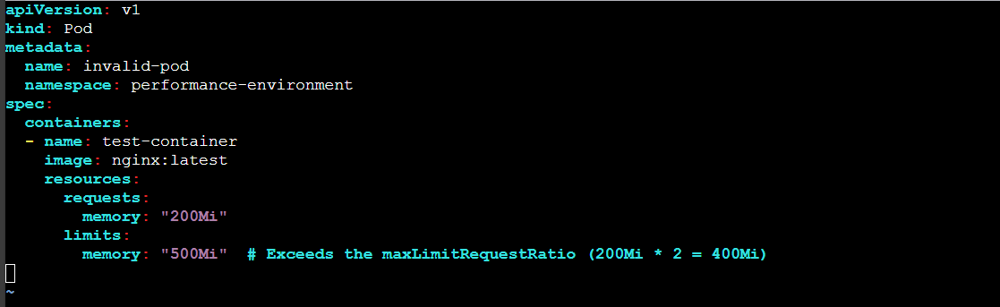 apiVersion: v1
kind: Pod
metadata:
  name: invalid-pod
  namespace: performance-environment
spec:
  containers:
  - name: test-container
    image: nginx:latest
    resources:
      requests:
        memory: "200Mi"
      limits:
        memory: "500Mi"  # Exceeds the maxLimitRequestRatio (200Mi * 2 = 400Mi)
~